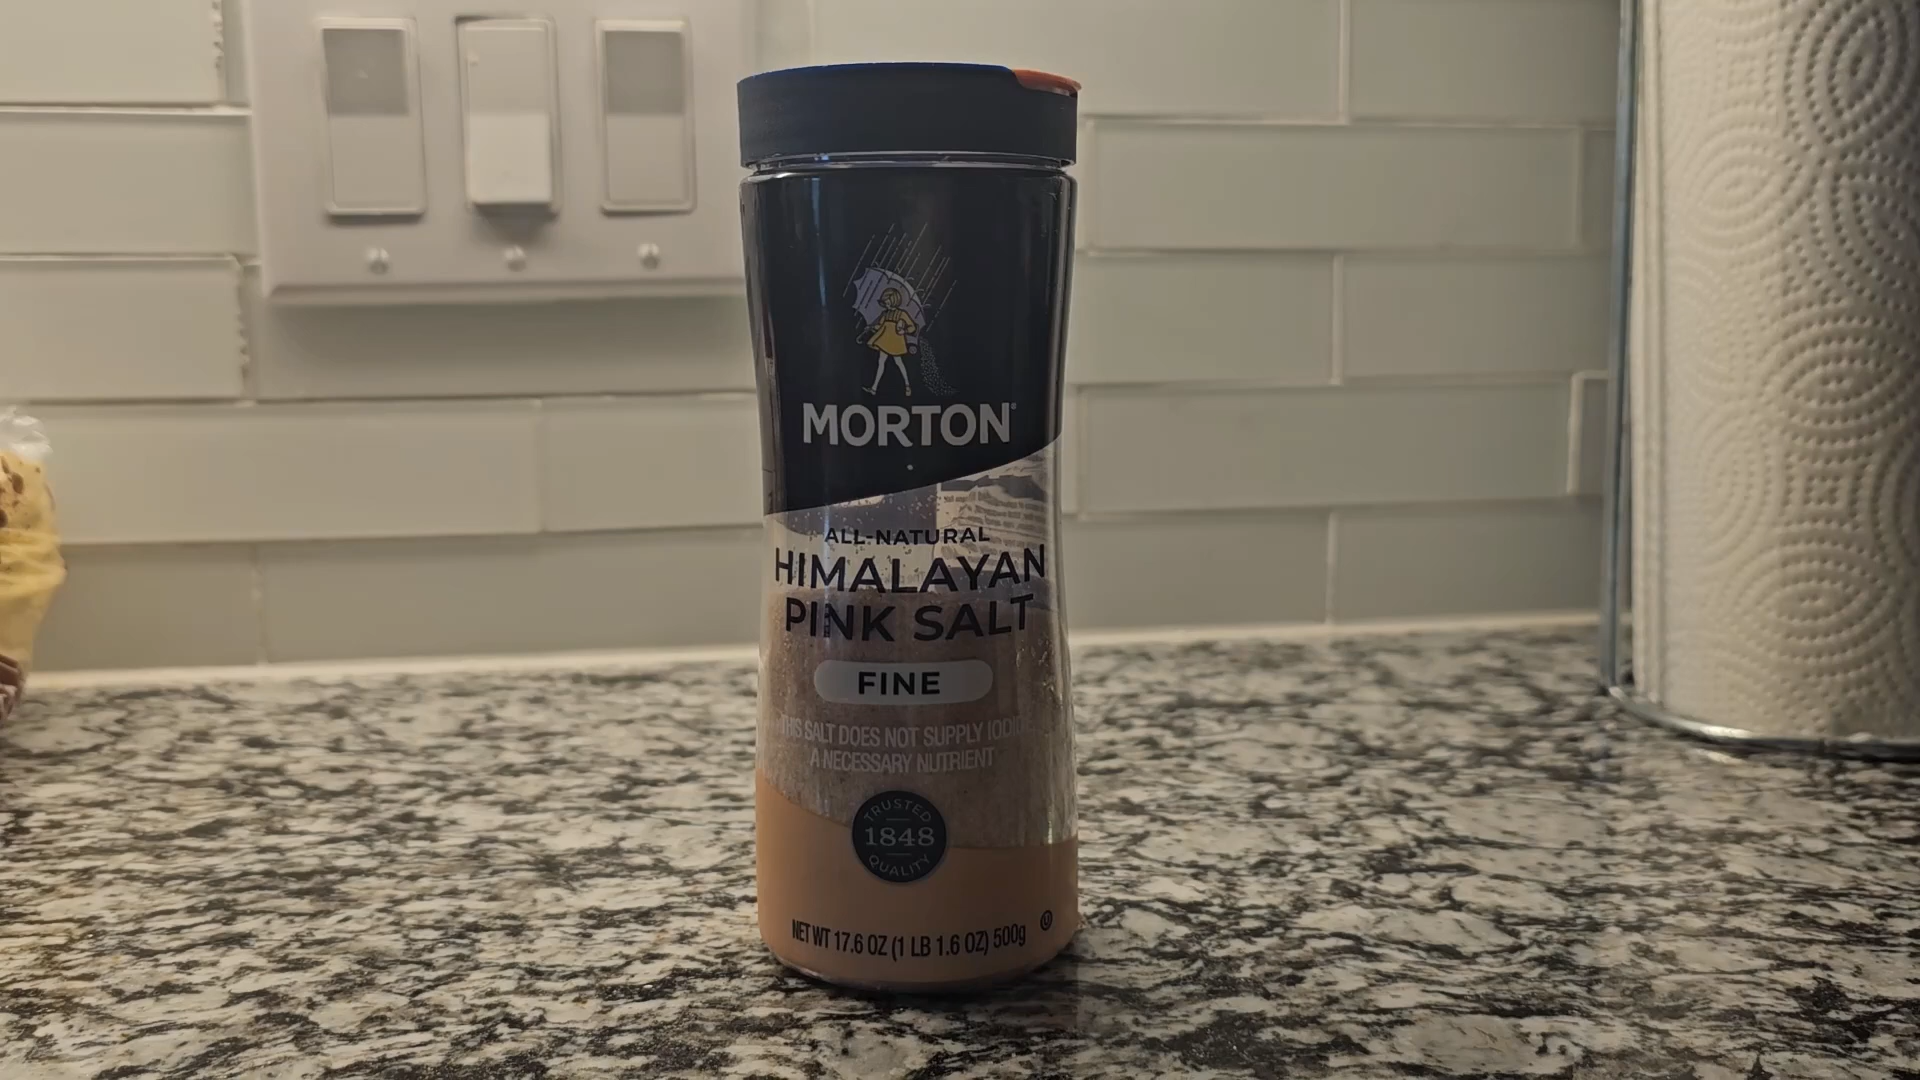 MORTON®
ALL-NATURAL
HIMALAYAN
PINK SALT
FINE
THIS SALT DOES NOT SUPPLY
A NECESSARY NUTRIENT
TRUSTED
1848
QUALITY
NET WT 17.6 OZ (1 LB 1.6 OZ) 500g
U